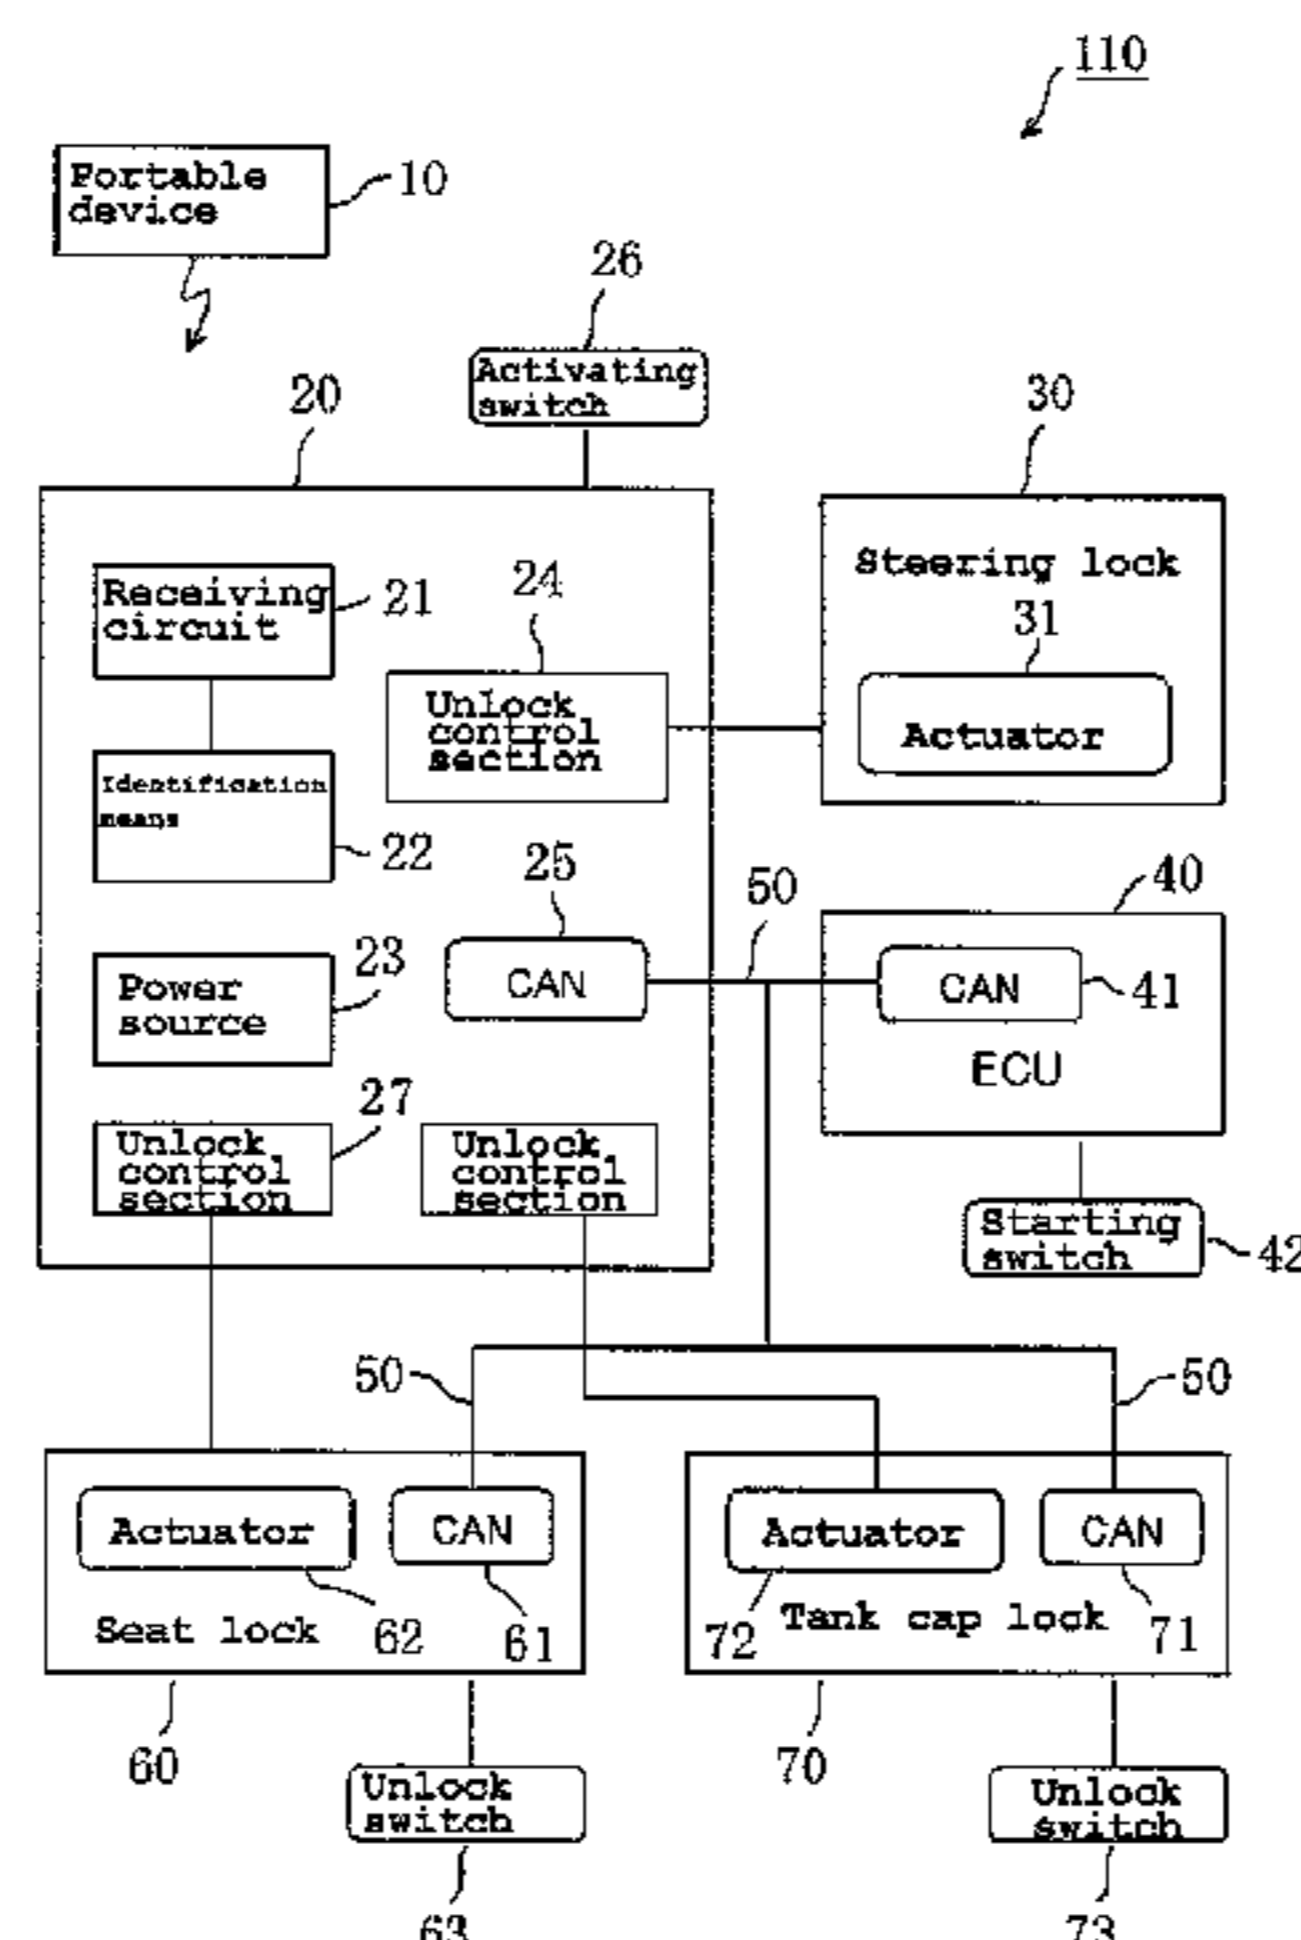 110
Portable
device
10
26
Activating
switch
20
30
Receiving
circuit
21
24
Unlock
control
section
Steering lock
31
Actuator
Identification
means
22
25
CAN
50
40
CAN
41
ECU
Power
source
23
27
Unlock
control
section
Unlock
control
section
Starting
switch
42
50
50
Actuator
CAN
Seat lock
62
61
Actuator
CAN
72
Tank cap lock
71
60
70
Unlock
switch
Unlock
switch
63
73